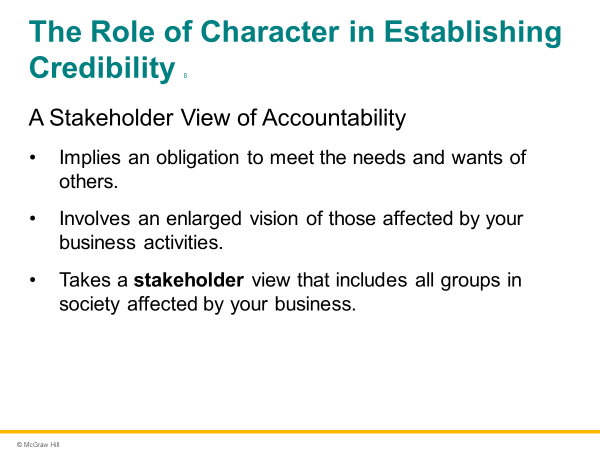 The Role of Character in Establishing
Credibility 8
A Stakeholder View of Accountability
• Implies an obligation to meet the needs and wants of
others.
• Involves an enlarged vision of those affected by your
business activities.
• Takes a stakeholder view that includes all groups in
society affected by your business.
© McGraw Hill